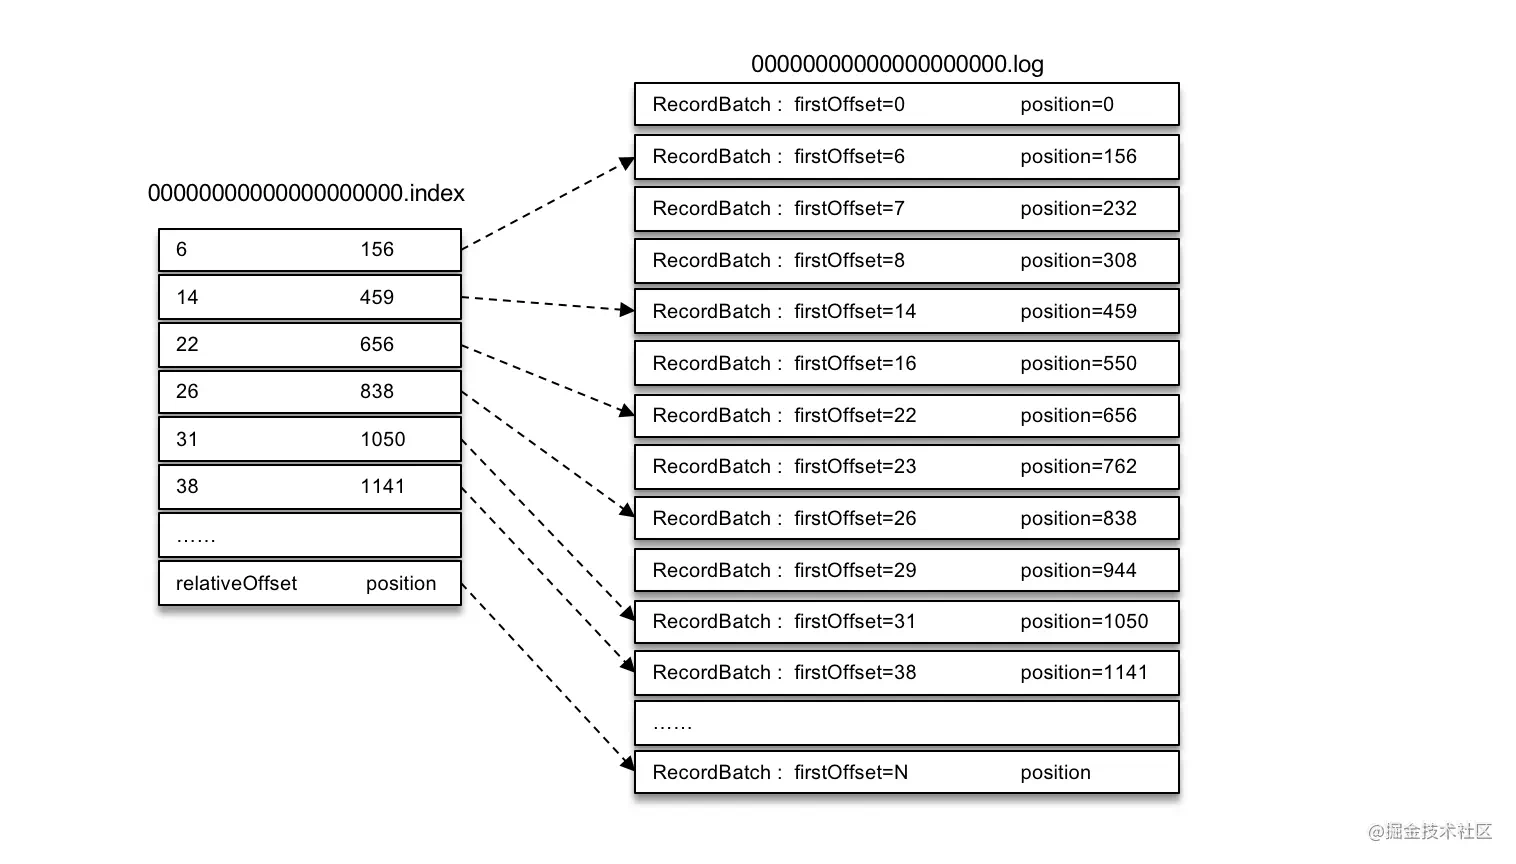 00000000000000000000.index
6 156
14 459
22 656
26 838
31 1050
38 1141
……
relativeOffset position
00000000000000000000.log
RecordBatch : firstOffset=0 position=0
RecordBatch : firstOffset=6 position=156
RecordBatch : firstOffset=7 position=232
RecordBatch : firstOffset=8 position=308
RecordBatch : firstOffset=14 position=459
RecordBatch : firstOffset=16 position=550
RecordBatch : firstOffset=22 position=656
RecordBatch : firstOffset=23 position=762
RecordBatch : firstOffset=26 position=838
RecordBatch : firstOffset=29 position=944
RecordBatch : firstOffset=31 position=1050
RecordBatch : firstOffset=38 position=1141
……
RecordBatch : firstOffset=N position
@掘金技术社区